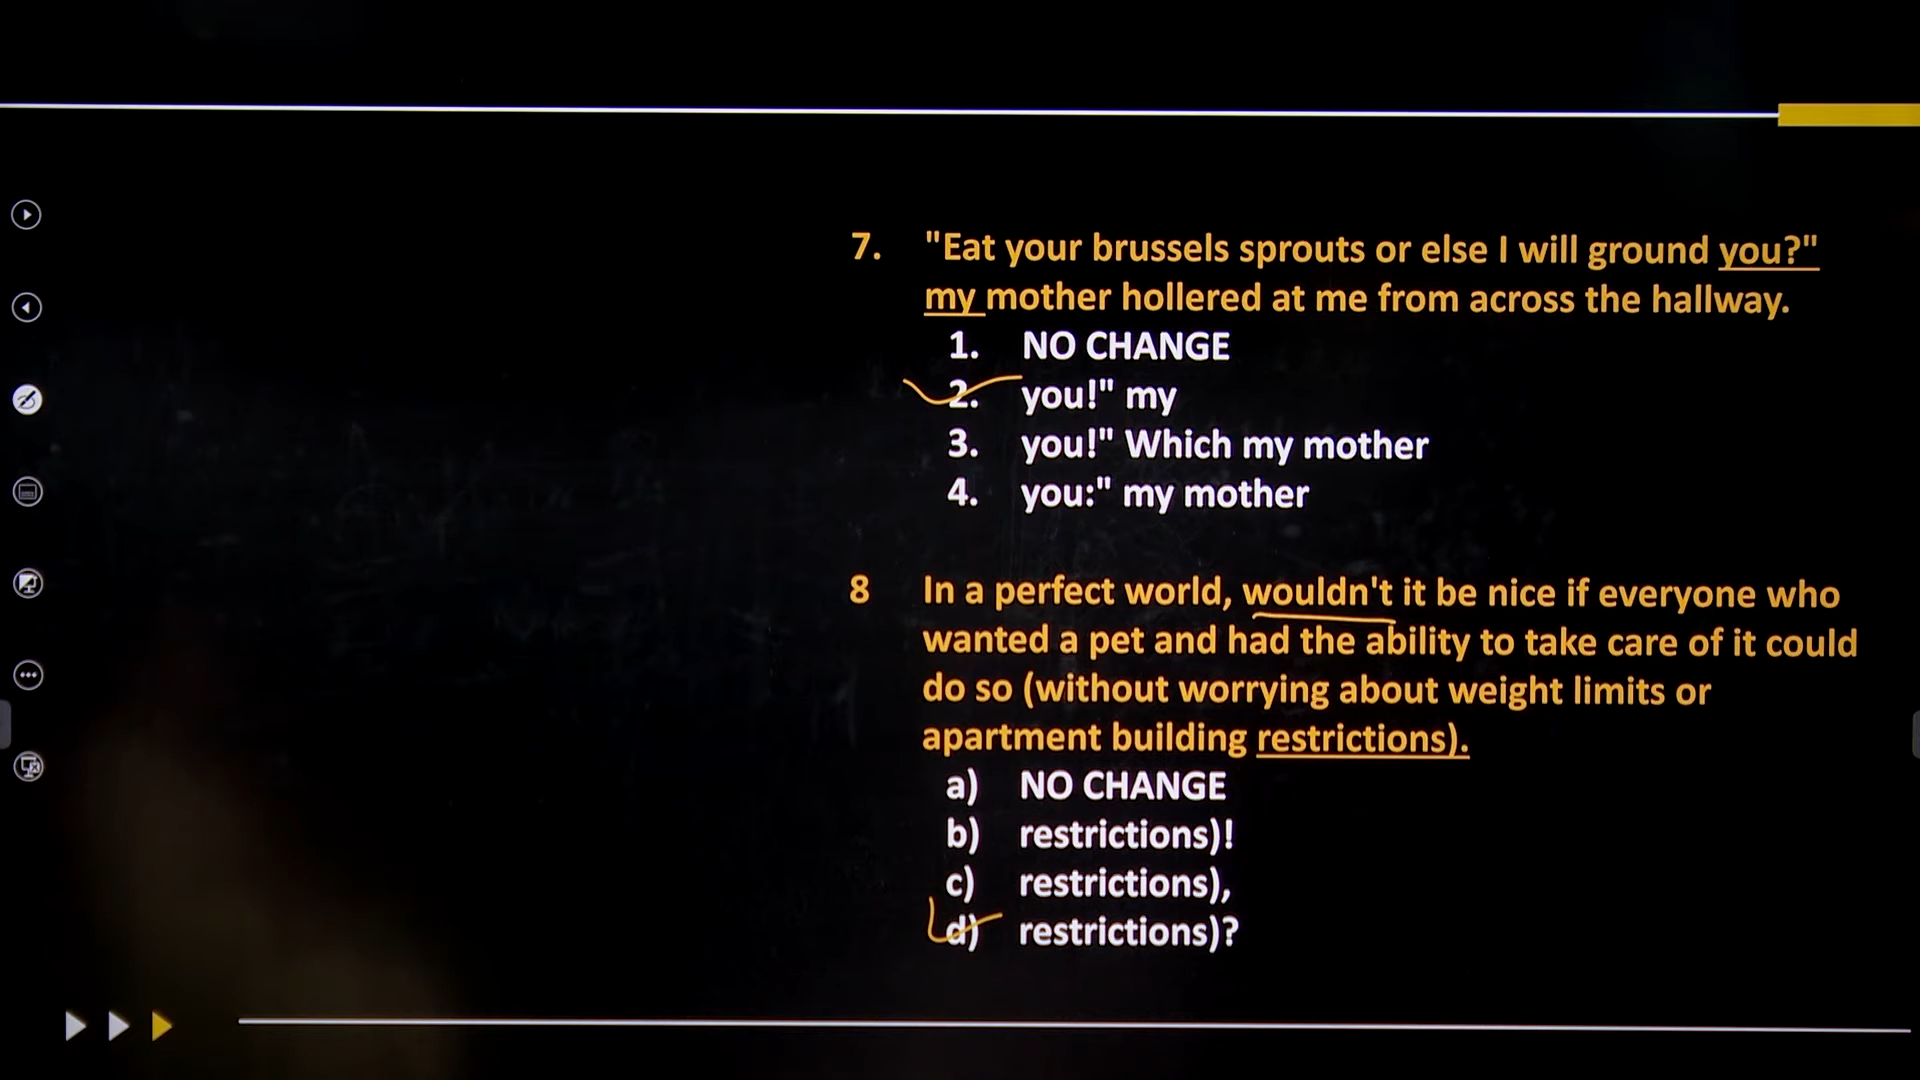 7. "Eat your brussels sprouts or else I will ground you?"
my mother hollered at me from across the hallway.
1. NO CHANGE
2. you!" my
3. you!" Which my mother
4. you:" my mother
8 In a perfect world, wouldn't it be nice if everyone who
wanted a pet and had the ability to take care of it could
do so (without worrying about weight limits or
apartment building restrictions).
a) NO CHANGE
b) restrictions)!
c) restrictions),
d) restrictions)?